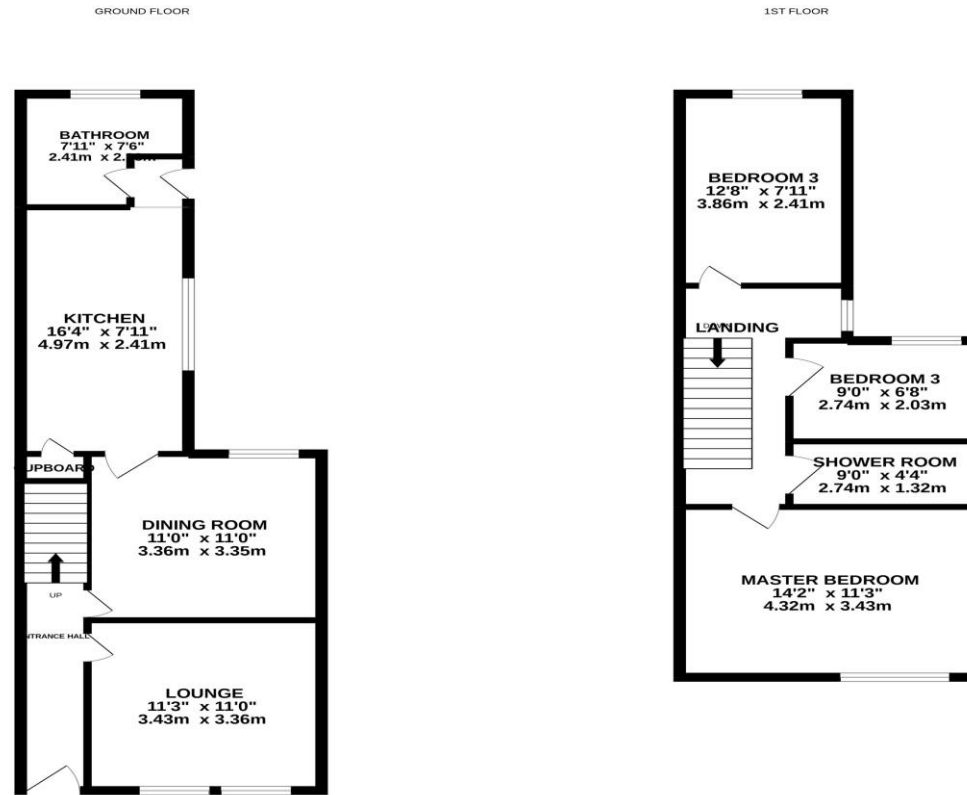 GROUND FLOOR
1ST FLOOR
BATHROOM
7'11" x 7'6"
2.41m x
KITCHEN
16'4" x 7'11"
4.97m x 2.41m
CUPBOARD
DINING ROOM
11'0" x 11'0"
3.36m x 3.35m
UP
ENTRANCE HALL
LOUNGE
11'3" x 11'0"
3.43m x 3.36m
BEDROOM 3
12'8" x 7'11"
3.86m x 2.41m
LANDING
BEDROOM 3
9'0" x 6'8"
2.74m x 2.03m
SHOWER ROOM
9'0" x 4'4"
2.74m x 1.32m
MASTER BEDROOM
14'2" x 11'3"
4.32m x 3.43m